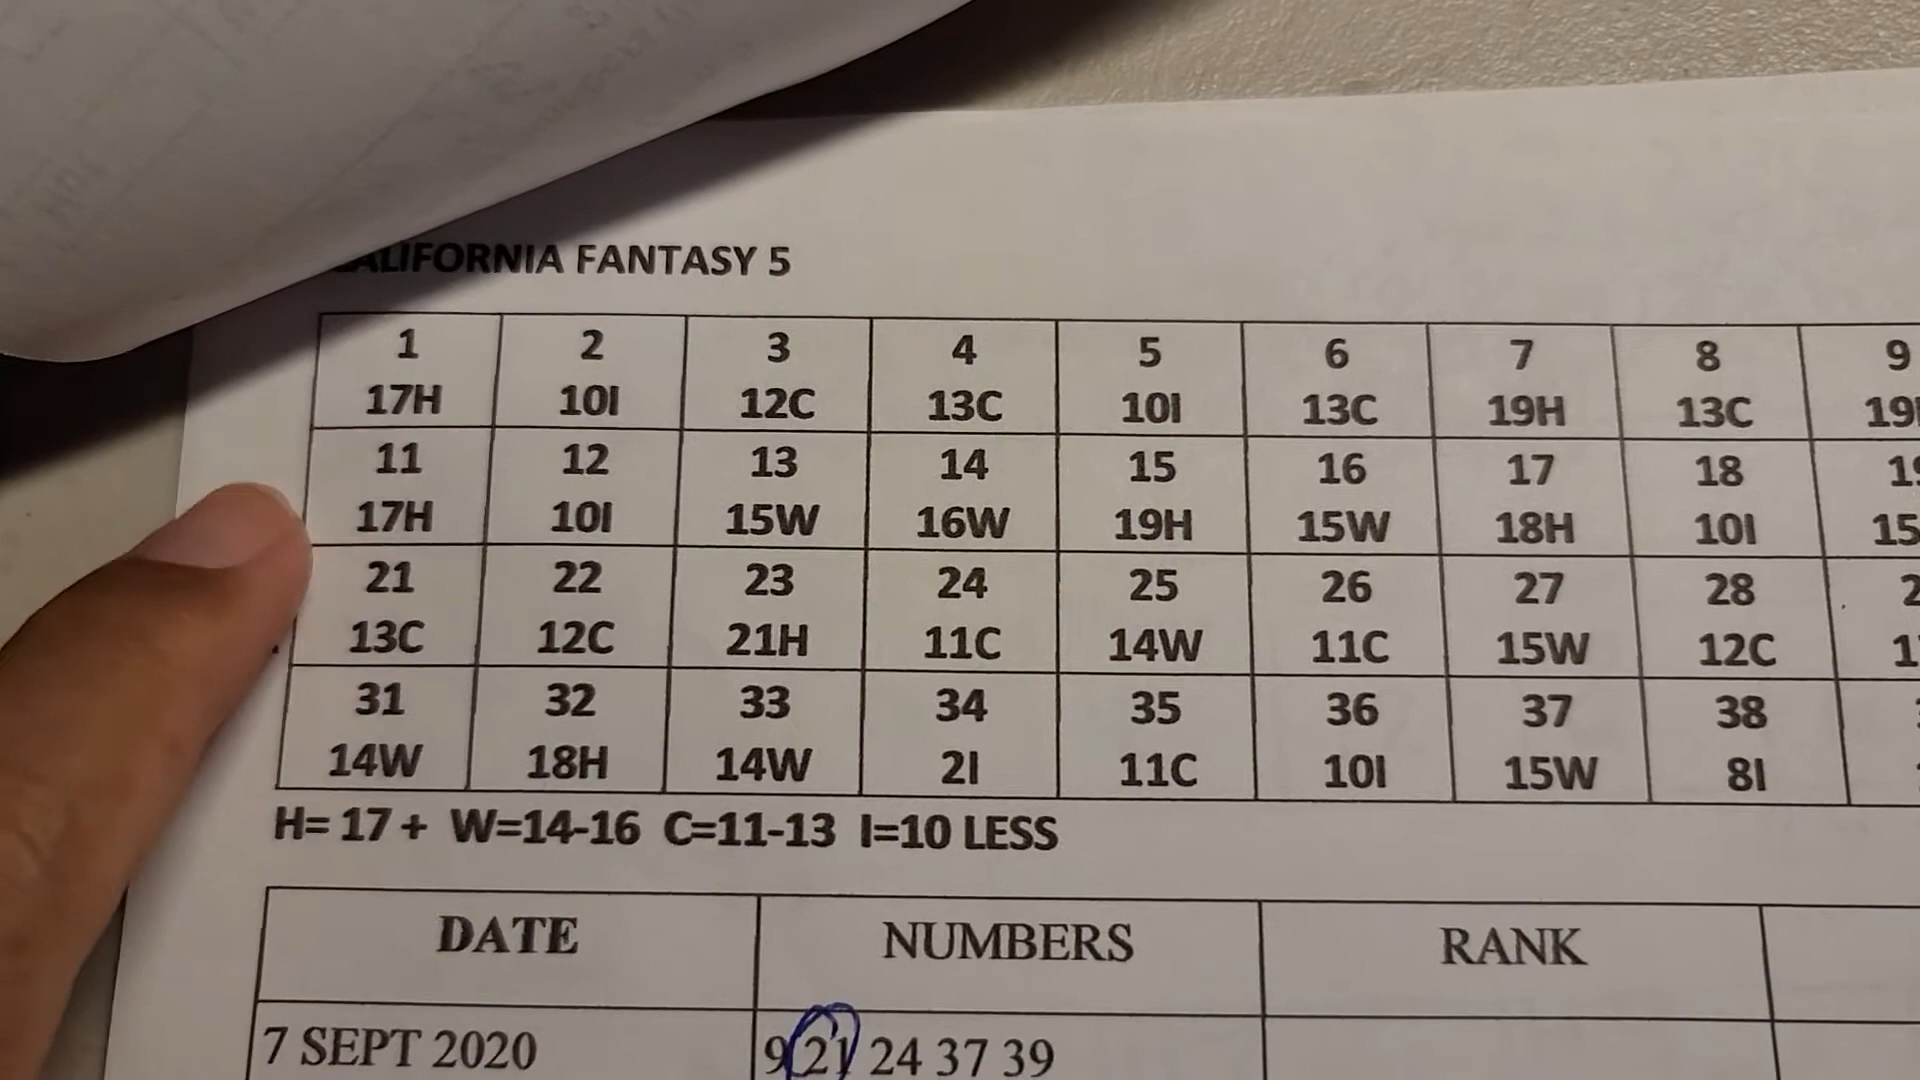 CALIFORNIA FANTASY 5
1 2 3 4 5 6 7 8 9
17H 10I 12C 13C 10I 13C 19H 13C 19
11 12 13 14 15 16 17 18
17H 10I 15W 16W 19H 15W 18H 10I 15
21 22 23 24 25 26 27 28
13C 12C 21H 11C 14W 11C 15W 12C
31 32 33 34 35 36 37 38
14W 18H 14W 2I 11C 10I 15W 8I
H= 17 + W=14-16 C=11-13 I=10 LESS
DATE NUMBERS RANK
7 SEPT 2020 9 21 24 37 39